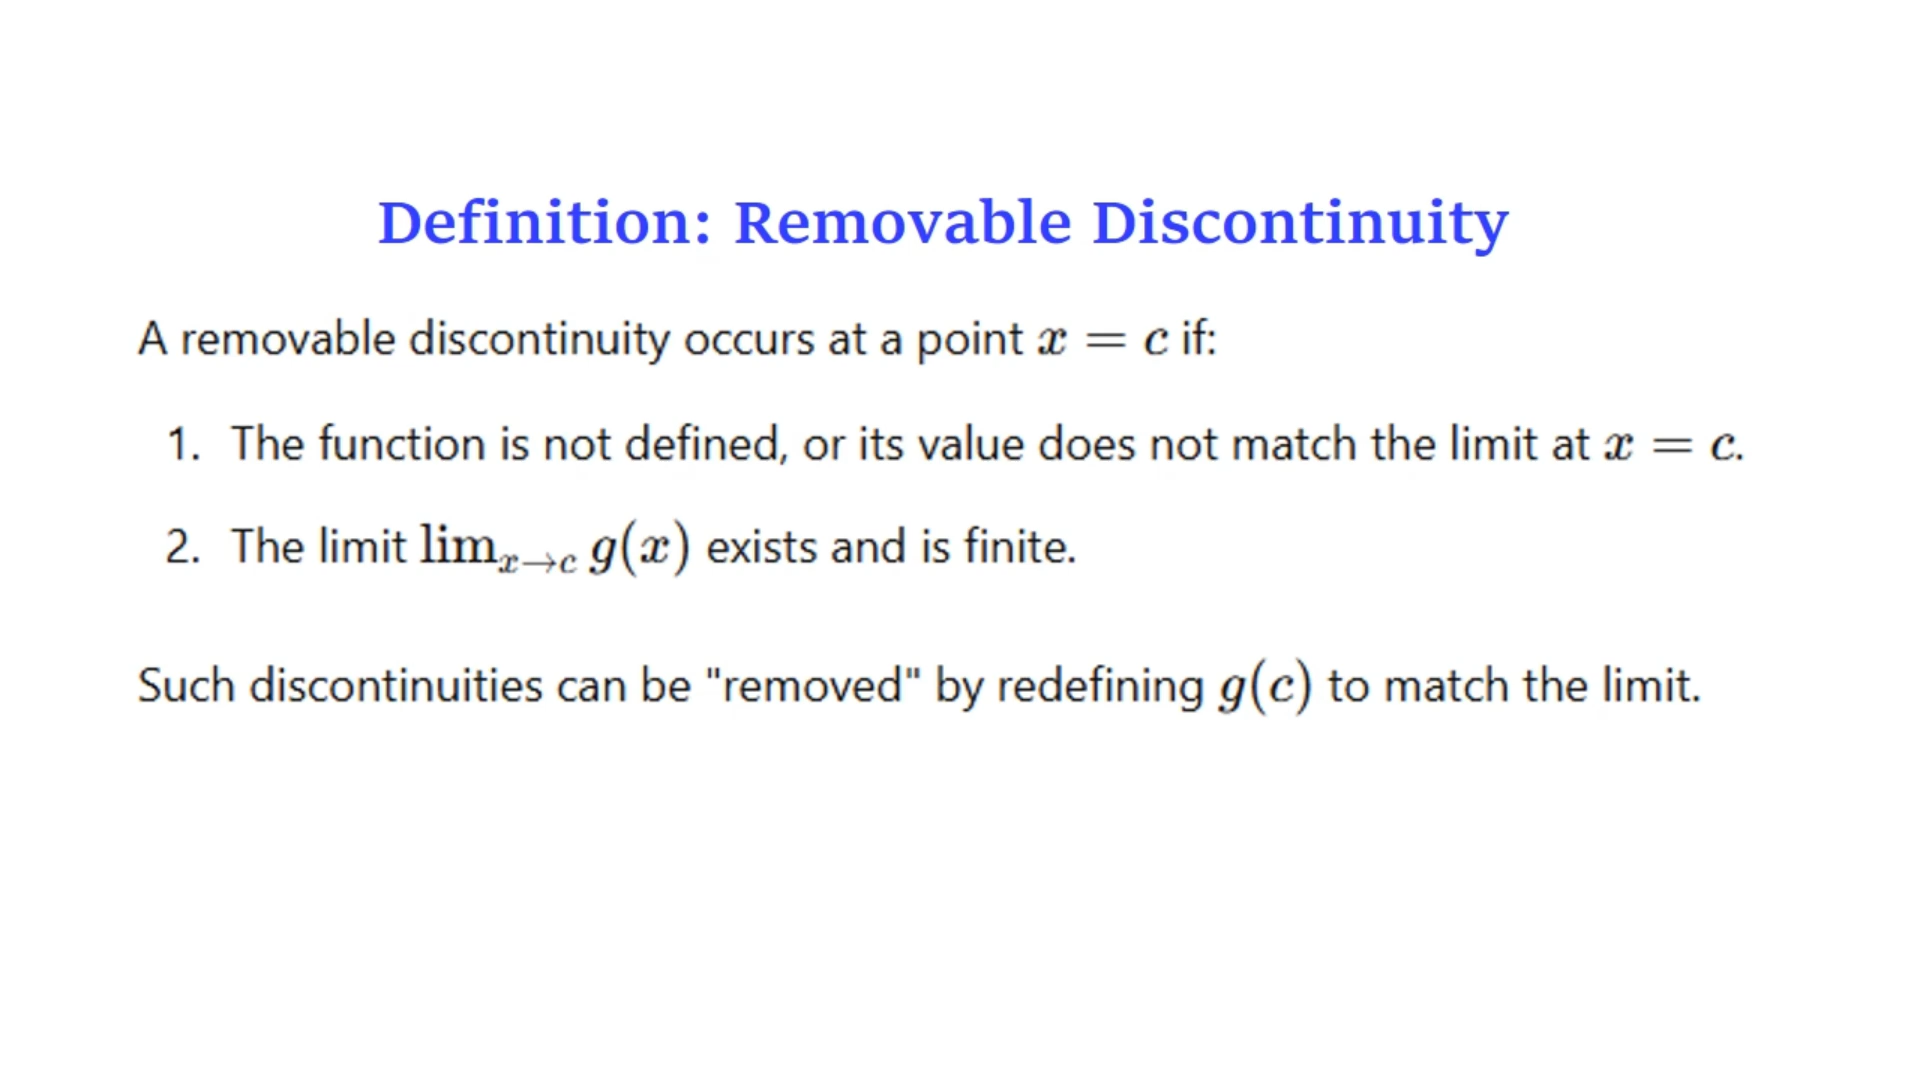 Definition: Removable Discontinuity
A removable discontinuity occurs at a point x = c if:
1. The function is not defined, or its value does not match the limit at x = c.
2. The limit lim_{x→c} g(x) exists and is finite.
Such discontinuities can be "removed" by redefining g(c) to match the limit.